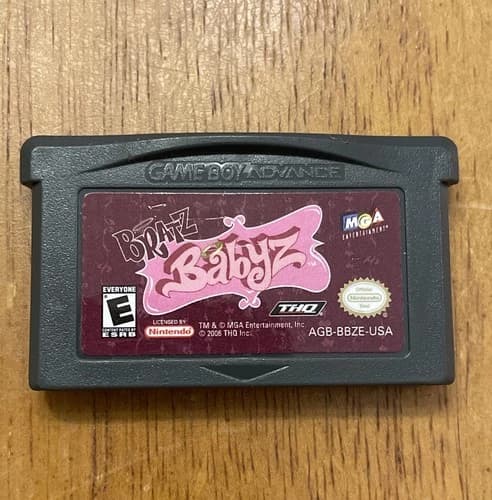 GAME BOY ADVANCE
BRATZ
Babyz
MGA
ENTERTAINMENT
EVERYONE
E
CONTENT RATED BY
ESRB
LICENSED BY
Nintendo
TM & © MGA Entertainment, Inc.
© 2006 THQ Inc.
THQ
Official
Nintendo
Seal
AGB-BBZE-USA